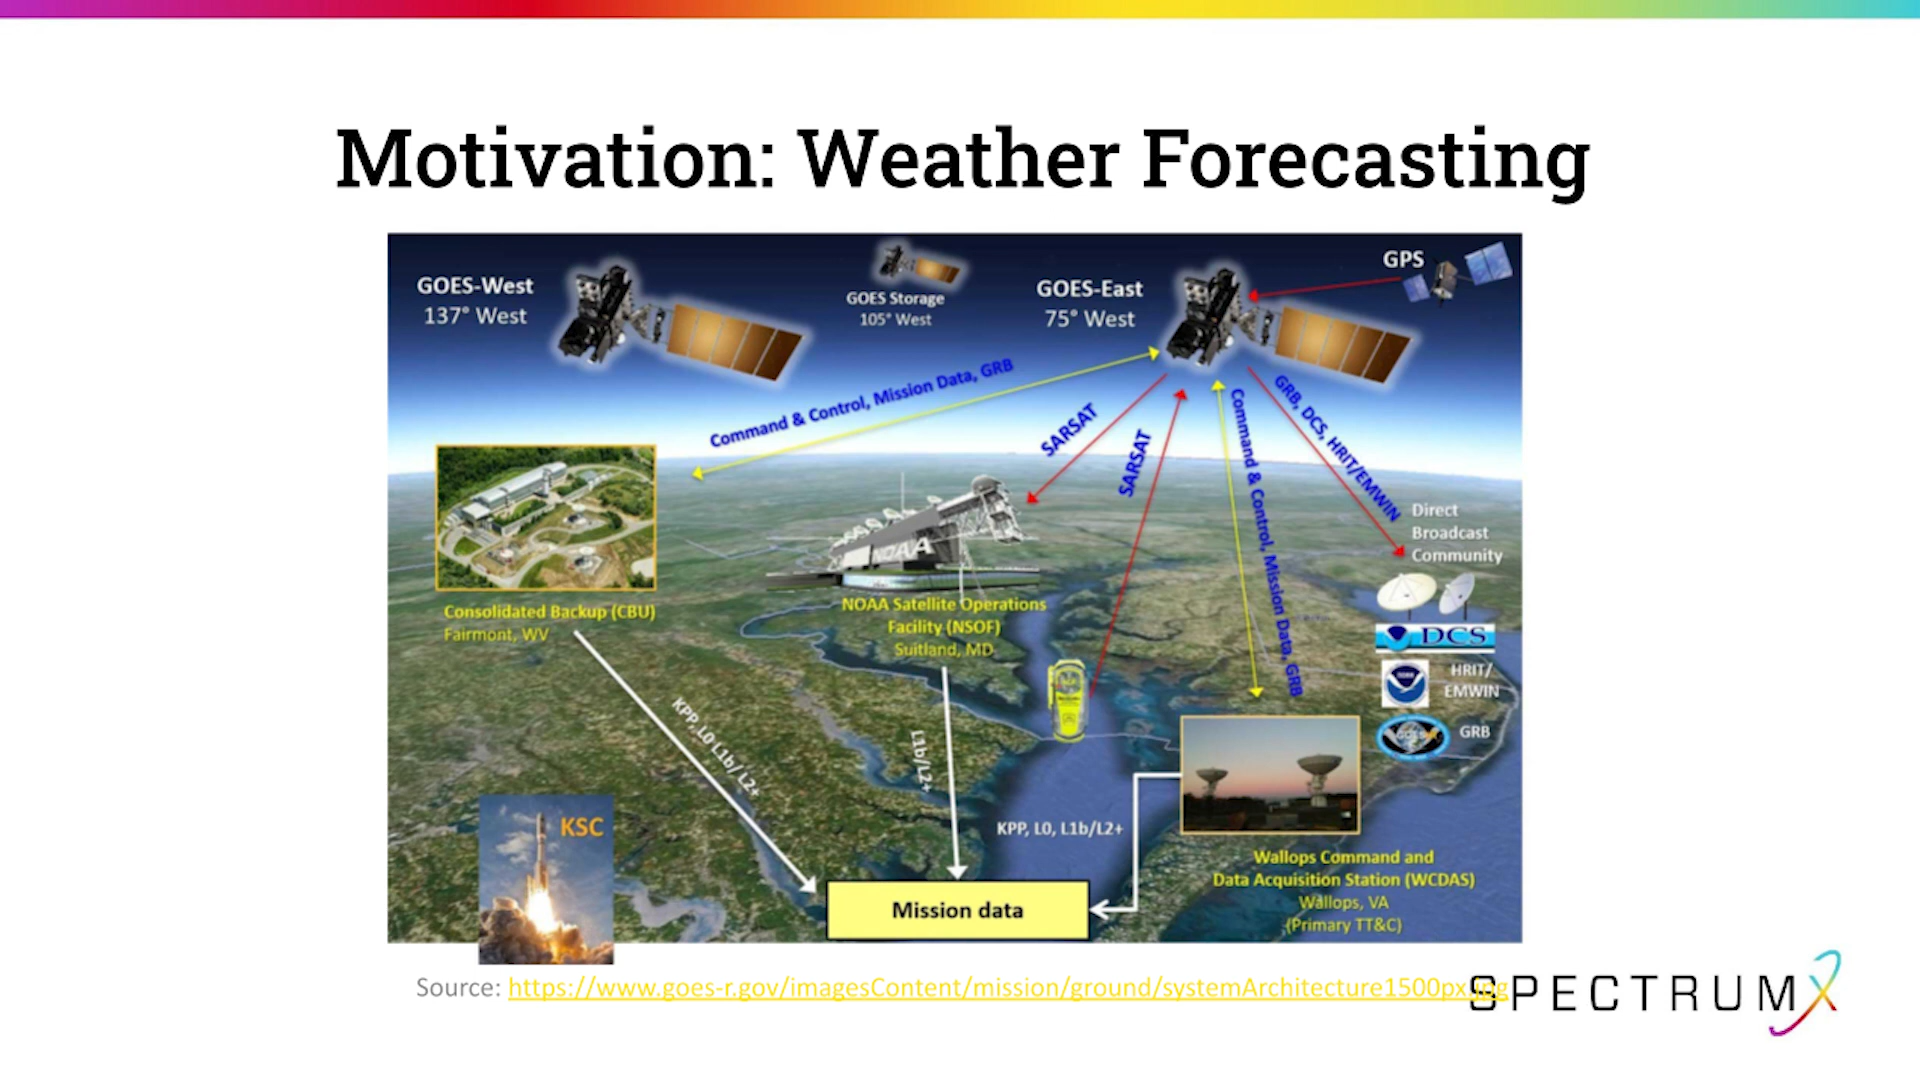 Motivation: Weather Forecasting
GOES-West
137° West
GOES Storage
105° West
GOES-East
75° West
GPS
Command & Control, Mission Data, GRB
SARSAT
SARSAT
Command & Control, Mission Data, GRB
GRB, DCS, HRIT/EMWIN
Direct
Broadcast
Community
NOAA
Consolidated Backup (CBU)
Fairmont, WV
NOAA Satellite Operations
Facility (NSOF)
Suitland, MD
DCS
HRIT/
EMWIN
GRB
KPP, L0 L1b/ L2+
L1b/L2+
KPP, L0, L1b/L2+
KSC
Mission data
Wallops Command and
Data Acquisition Station (WCDAS)
Wallops, VA
(Primary TT&C)
Source: https://www.goes-r.gov/imagesContent/mission/ground/systemArchitecture1500px.jpg
SPECTRUMX